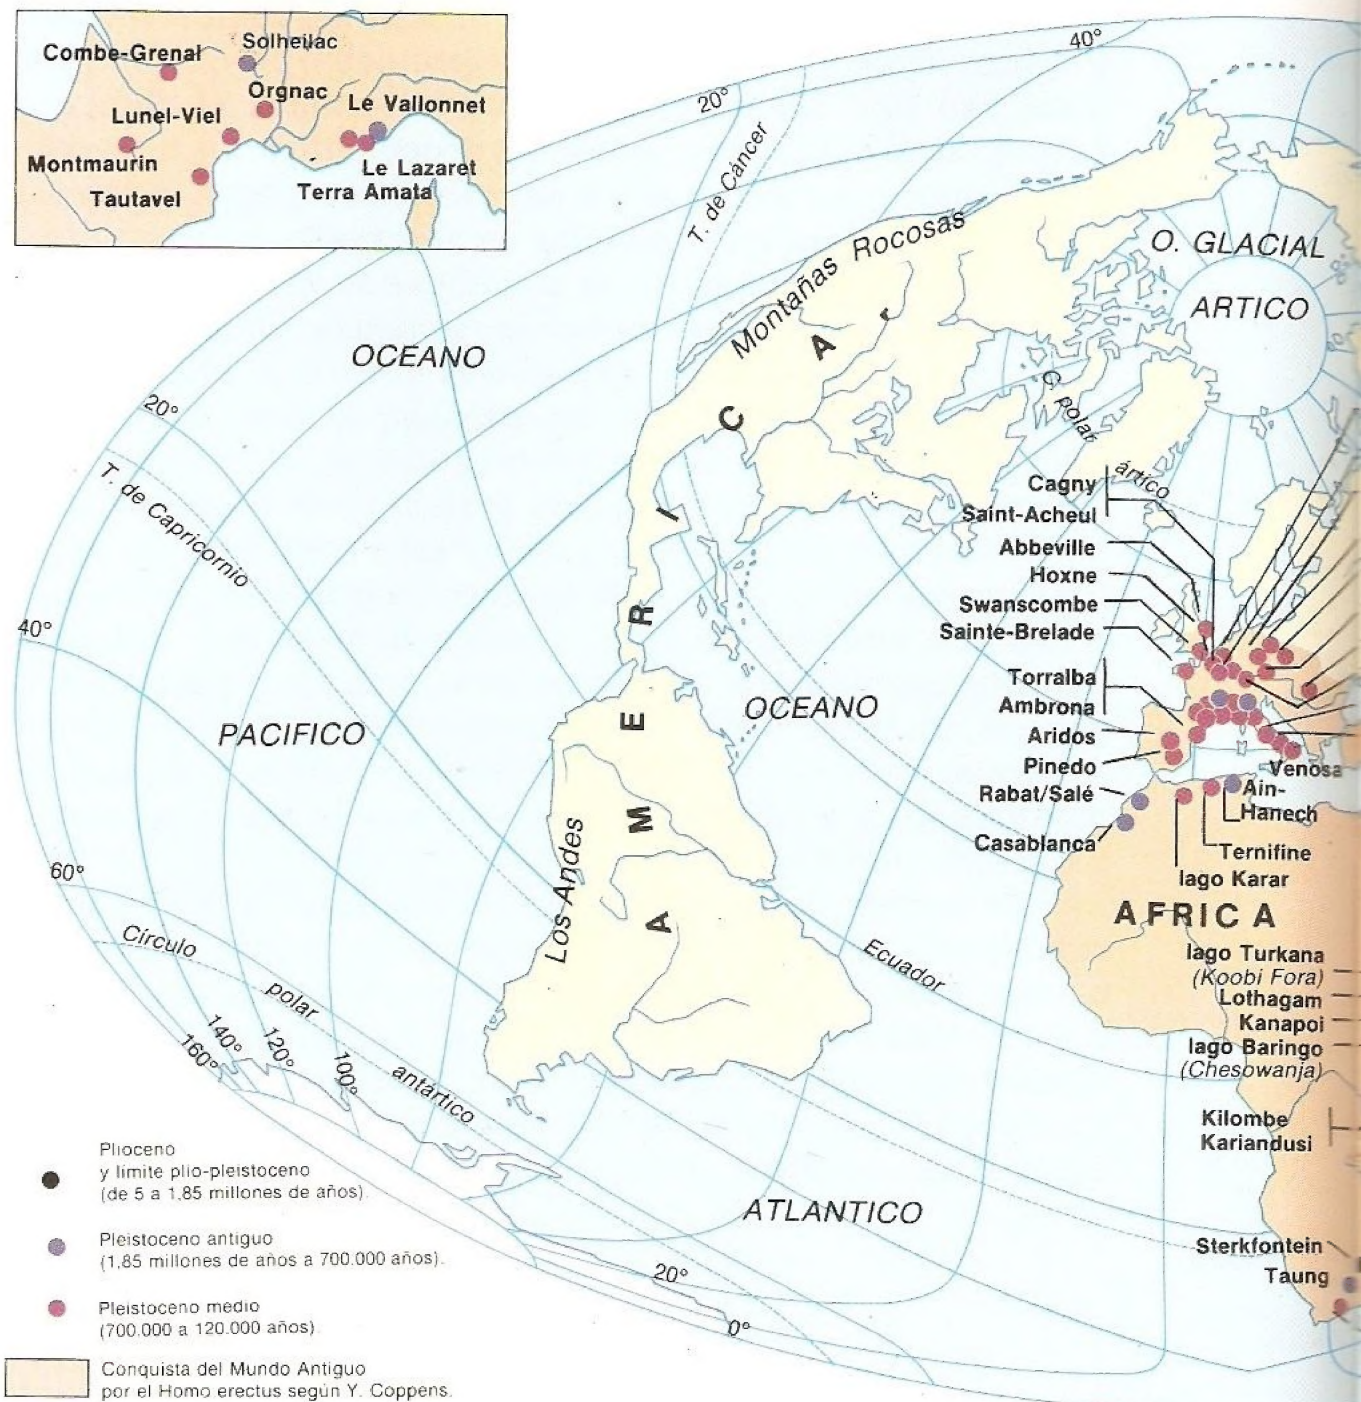 Combe-Grenal
Solheilac
Orgnac
Le Vallonnet
Lunel-Viel
Montmaurin
Le Lazaret
Tautavel
Terra Amata
40°
20°
T. de Cáncer
Montañas Rocosas
O. GLACIAL
ARTICO
OCEANO
PACIFICO
20°
T. de Capricornio
40°
60°
Círculo
polar
antártico
160°
140°
120°
100°
A
M
E
R
I
C
A
Los Andes
C. polar
ártico
Cagny
Saint-Acheul
Abbeville
Hoxne
Swanscombe
Sainte-Brelade
Torralba
Ambrona
Aridos
Pinedo
Rabat/Salé
Casablanca
OCEANO
ATLANTICO
Ecuador
Venosa
Ain-
Hanech
Ternifine
lago Karar
AFRICA
lago Turkana
(Koobi Fora)
Lothagam
Kanapoi
lago Baringo
(Chesowanja)
Kilombe
Kariandusi
Sterkfontein
Taung
20°
0°
Plioceno
y límite plio-pleistoceno
(de 5 a 1,85 millones de años).
Pleistoceno antiguo
(1,85 millones de años a 700.000 años).
Pleistoceno medio
(700.000 a 120.000 años).
Conquista del Mundo Antiguo
por el Homo erectus según Y. Coppens.